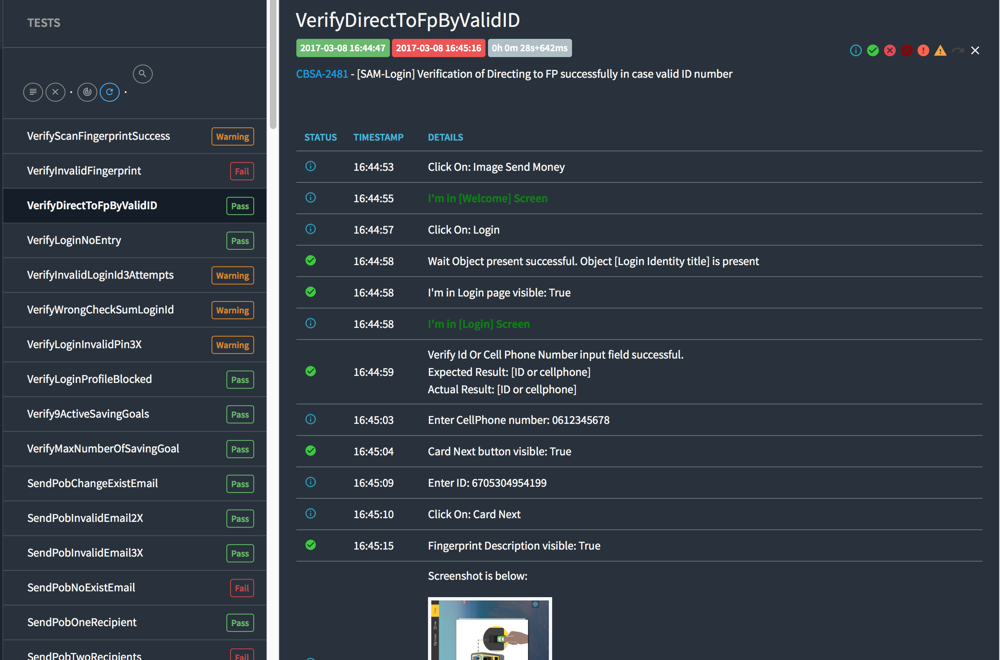 TESTS
VerifyScanFingerprintSuccess Warning
VerifyInvalidFingerprint Fail
VerifyDirectToFpByValidID Pass
VerifyLoginNoEntry Pass
VerifyInvalidLoginId3Attempts Warning
VerifyWrongCheckSumLoginId Warning
VerifyLoginInvalidPin3X Warning
VerifyLoginProfileBlocked Pass
Verify9ActiveSavingGoals Pass
VerifyMaxNumberOfSavingGoal Pass
SendPobChangeExistEmail Pass
SendPobInvalidEmail2X Pass
SendPobInvalidEmail3X Pass
SendPobNoExistEmail Fail
SendPobOneRecipient Pass
SendPobTwoRecipients Fail
VerifyDirectToFpByValidID
2017-03-08 16:44:47 2017-03-08 16:45:16 0h 0m 28s+642ms
CBSA-2481 - [SAM-Login] Verification of Directing to FP successfully in case valid ID number
STATUS TIMESTAMP DETAILS
16:44:53 Click On: Image Send Money
16:44:55 I'm in [Welcome] Screen
16:44:57 Click On: Login
16:44:58 Wait Object present successful. Object [Login Identity title] is present
16:44:58 I'm in Login page visible: True
16:44:58 I'm in [Login] Screen
Verify Id Or Cell Phone Number input field successful.
16:44:59 Expected Result: [ID or cellphone]
Actual Result: [ID or cellphone]
16:45:03 Enter CellPhone number: 0612345678
16:45:04 Card Next button visible: True
16:45:09 Enter ID: 6705304954199
16:45:10 Click On: Card Next
16:45:15 Fingerprint Description visible: True
Screenshot is below: